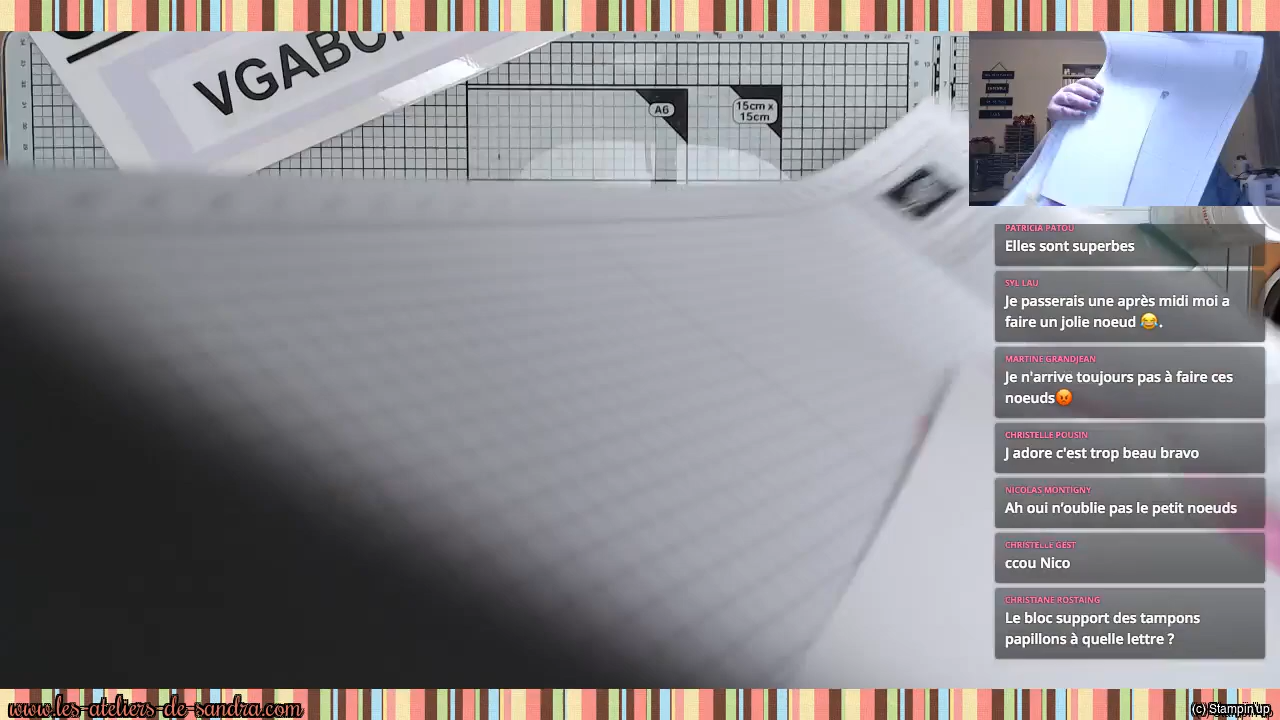 VGABC
A6
15cm x
15cm
PATRICIA PATOU
Elles sont superbes
SYL LAU
Je passerais une après midi moi a
faire un jolie noeud 😂.
MARTINE GRANDJEAN
Je n'arrive toujours pas à faire ces
noeuds😡
CHRISTELLE POUSIN
J adore c'est trop beau bravo
NICOLAS MONTIGNY
Ah oui n'oublie pas le petit noeuds
CHRISTELLE GEST
ccou Nico
CHRISTIANE ROSTAING
Le bloc support des tampons
papillons à quelle lettre ?
www.les-ateliers-de-sandra.com
(c) Stampin'up,